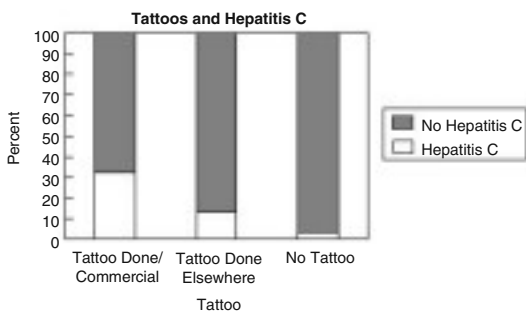 Tattoos and Hepatitis C
100
90
80
70
60
50
40
30
20
10
0
Percent
Tattoo Done/
Commercial
Tattoo Done
Elsewhere
No Tattoo
Tattoo
No Hepatitis C
Hepatitis C